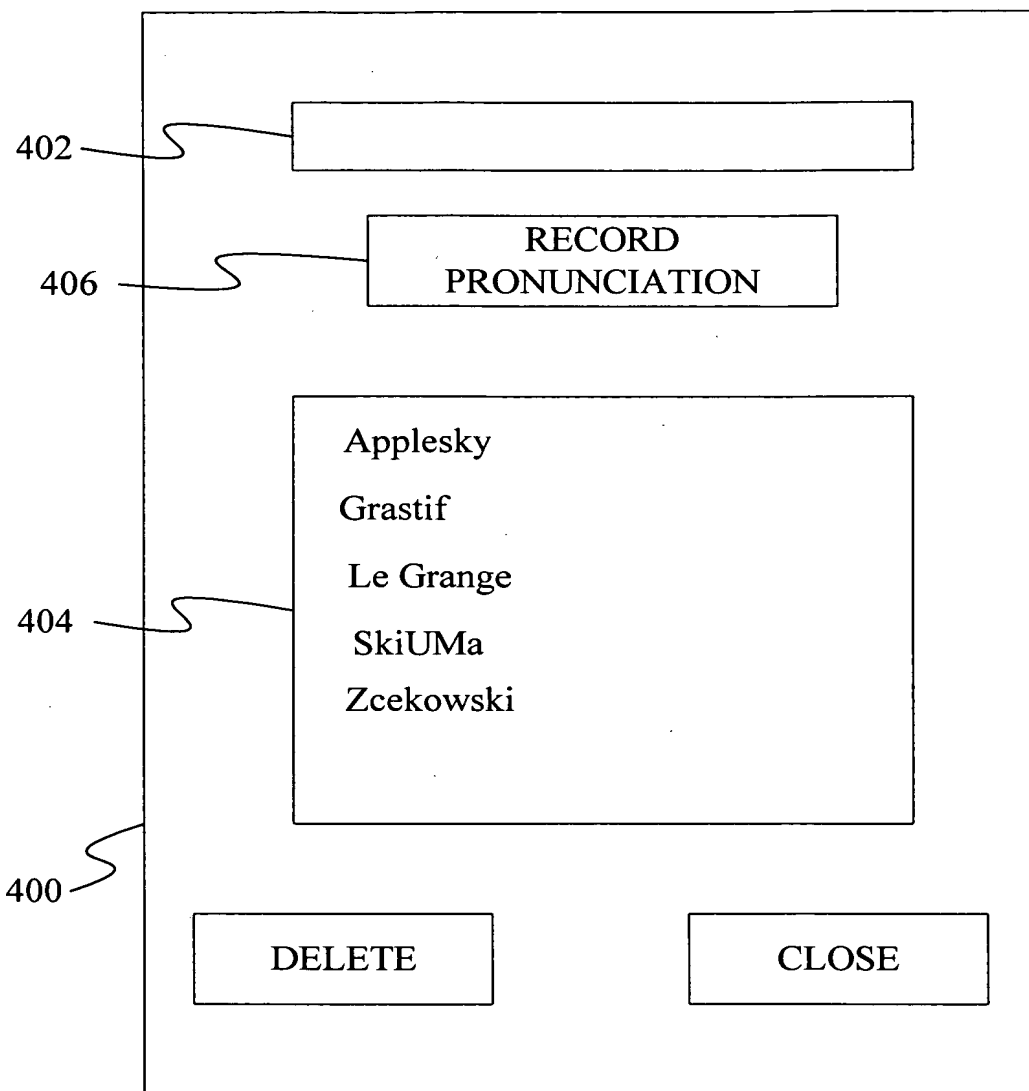 402
RECORD
PRONUNCIATION
406
Applesky
Grastif
Le Grange
404
SkiUMa
Zcekowski
400
DELETE CLOSE